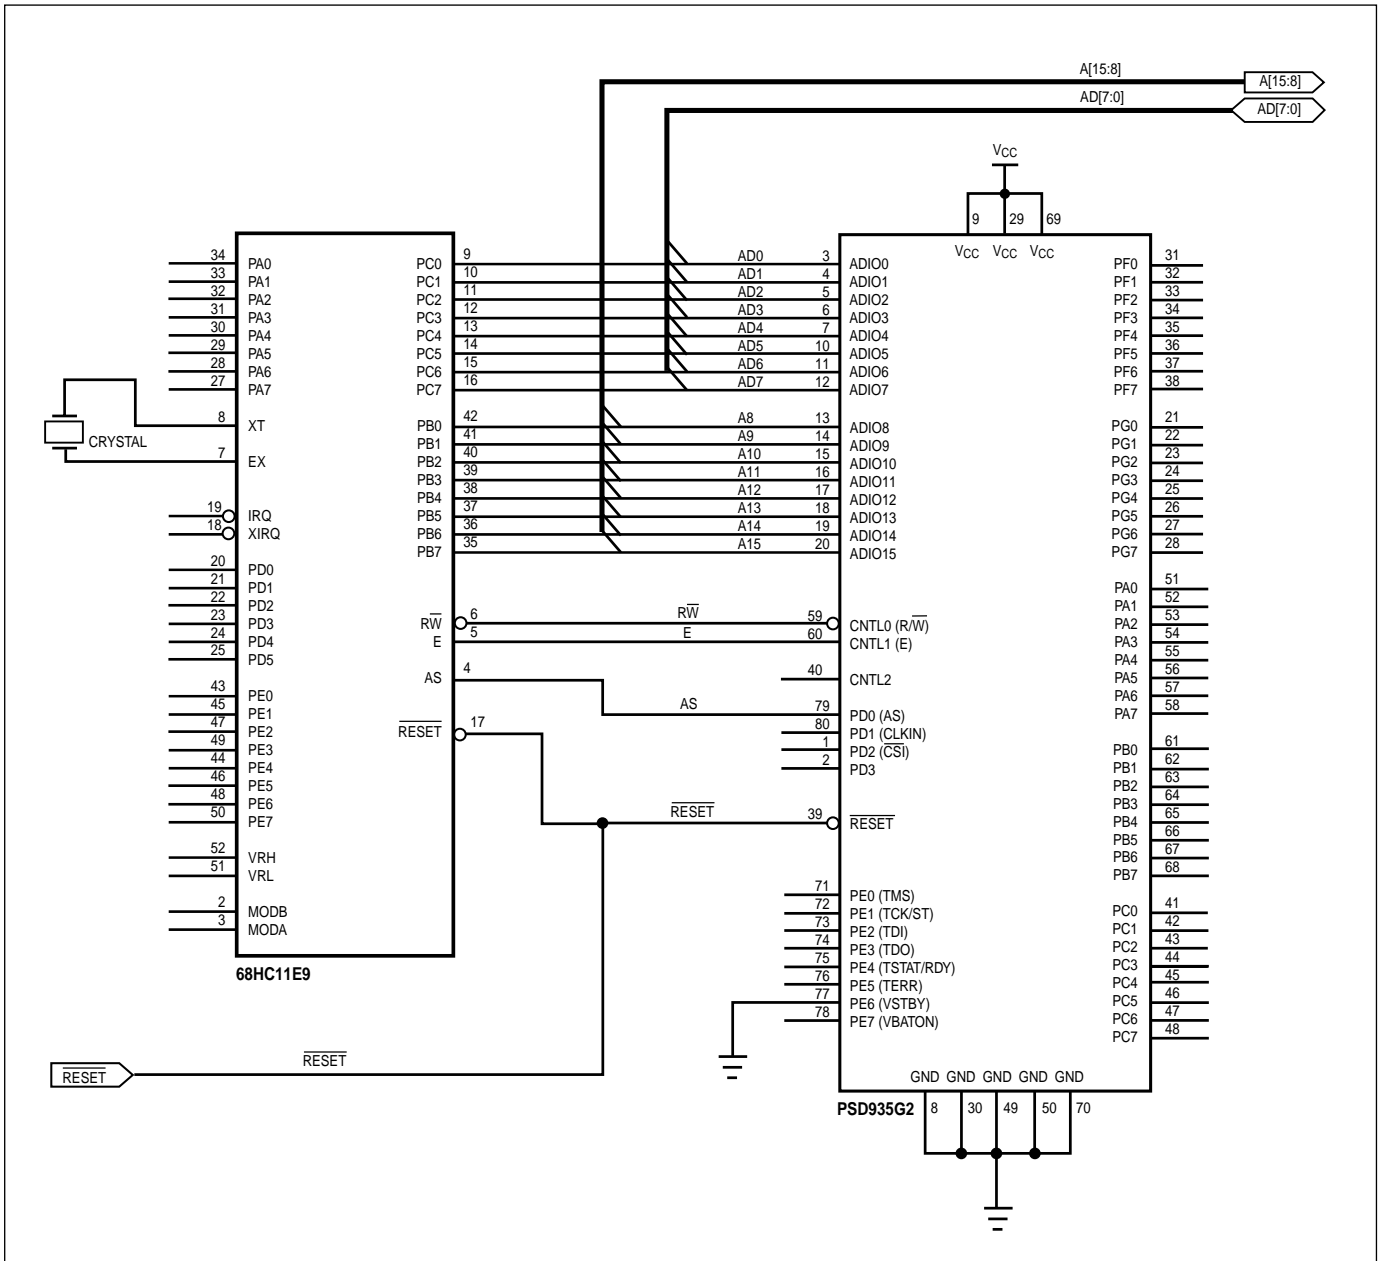 A[15:8]
A[15:8]
AD[7:0]
AD[7:0]
VCC
9 29 69
VCC VCC VCC
34 PA0
33 PA1
32 PA2
31 PA3
30 PA4
29 PA5
28 PA6
27 PA7
8 XT
CRYSTAL
7 EX
19 IRQ
18 XIRQ
20 PD0
21 PD1
22 PD2
23 PD3
24 PD4
25 PD5
43 PE0
45 PE1
47 PE2
49 PE3
44 PE4
46 PE5
48 PE6
50 PE7
52 VRH
51 VRL
2 MODB
3 MODA
PC0 9
PC1 10
PC2 11
PC3 12
PC4 13
PC5 14
PC6 15
PC7 16
PB0 42
PB1 41
PB2 40
PB3 39
PB4 38
PB5 37
PB6 36
PB7 35
RW̅ 6
E 5
AS 4
R̅E̅S̅E̅T̅ 17
68HC11E9
AD0 3 ADIO0
AD1 4 ADIO1
AD2 5 ADIO2
AD3 6 ADIO3
AD4 7 ADIO4
AD5 10 ADIO5
AD6 11 ADIO6
AD7 12 ADIO7
A8 13 ADIO8
A9 14 ADIO9
A10 15 ADIO10
A11 16 ADIO11
A12 17 ADIO12
A13 18 ADIO13
A14 19 ADIO14
A15 20 ADIO15
RW̅ 59 CNTL0 (R/W̅)
E 60 CNTL1 (E)
40 CNTL2
AS 79 PD0 (AS)
80 PD1 (CLKIN)
1 PD2 (C̅S̅I̅)
2 PD3
R̅E̅S̅E̅T̅ 39 R̅E̅S̅E̅T̅
71 PE0 (TMS)
72 PE1 (TCK/ST)
73 PE2 (TDI)
74 PE3 (TDO)
75 PE4 (TSTAT/RDY)
76 PE5 (TERR)
77 PE6 (VSTBY)
78 PE7 (VBATON)
PF0 31
PF1 32
PF2 33
PF3 34
PF4 35
PF5 36
PF6 37
PF7 38
PG0 21
PG1 22
PG2 23
PG3 24
PG4 25
PG5 26
PG6 27
PG7 28
PA0 51
PA1 52
PA2 53
PA3 54
PA4 55
PA5 56
PA6 57
PA7 58
PB0 61
PB1 62
PB2 63
PB3 64
PB4 65
PB5 66
PB6 67
PB7 68
PC0 41
PC1 42
PC2 43
PC3 44
PC4 45
PC5 46
PC6 47
PC7 48
R̅E̅S̅E̅T̅
R̅E̅S̅E̅T̅
GND GND GND GND GND
PSD935G2
8 30 49 50 70